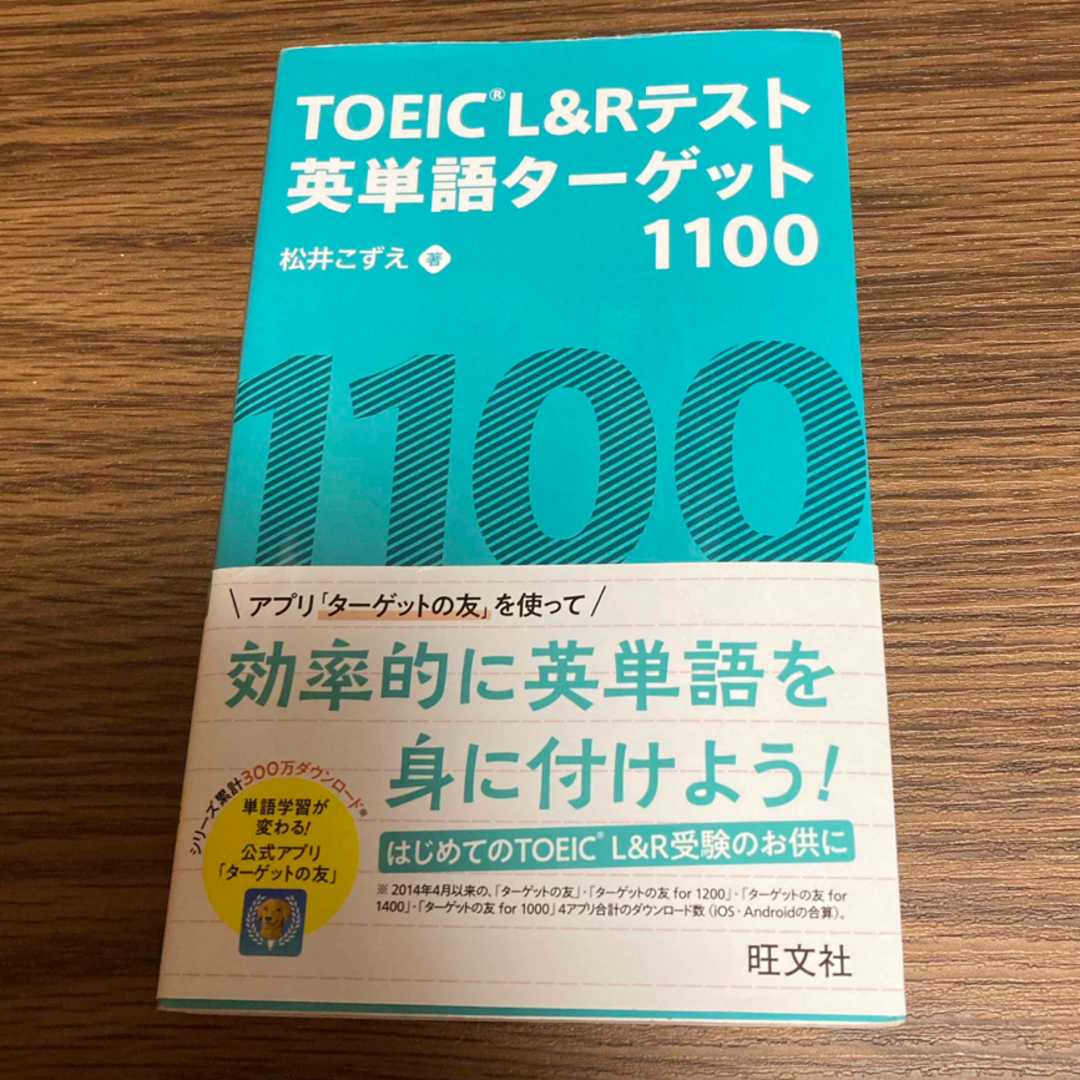 TOEIC® L&Rテスト
英単語ターゲット
1100
松井こずえ 著
1100
\アプリ「ターゲットの友」を使って/
効率的に英単語を
身に付けよう!
シリーズ累計300万ダウンロード※
単語学習が
変わる!
公式アプリ
「ターゲットの友」
はじめてのTOEIC® L&R受験のお供に
※ 2014年4月以来の、「ターゲットの友」・「ターゲットの友 for 1200」・「ターゲットの友 for
1400」・「ターゲットの友 for 1000」4アプリ合計のダウンロード数(iOS・Androidの合算)。
旺文社